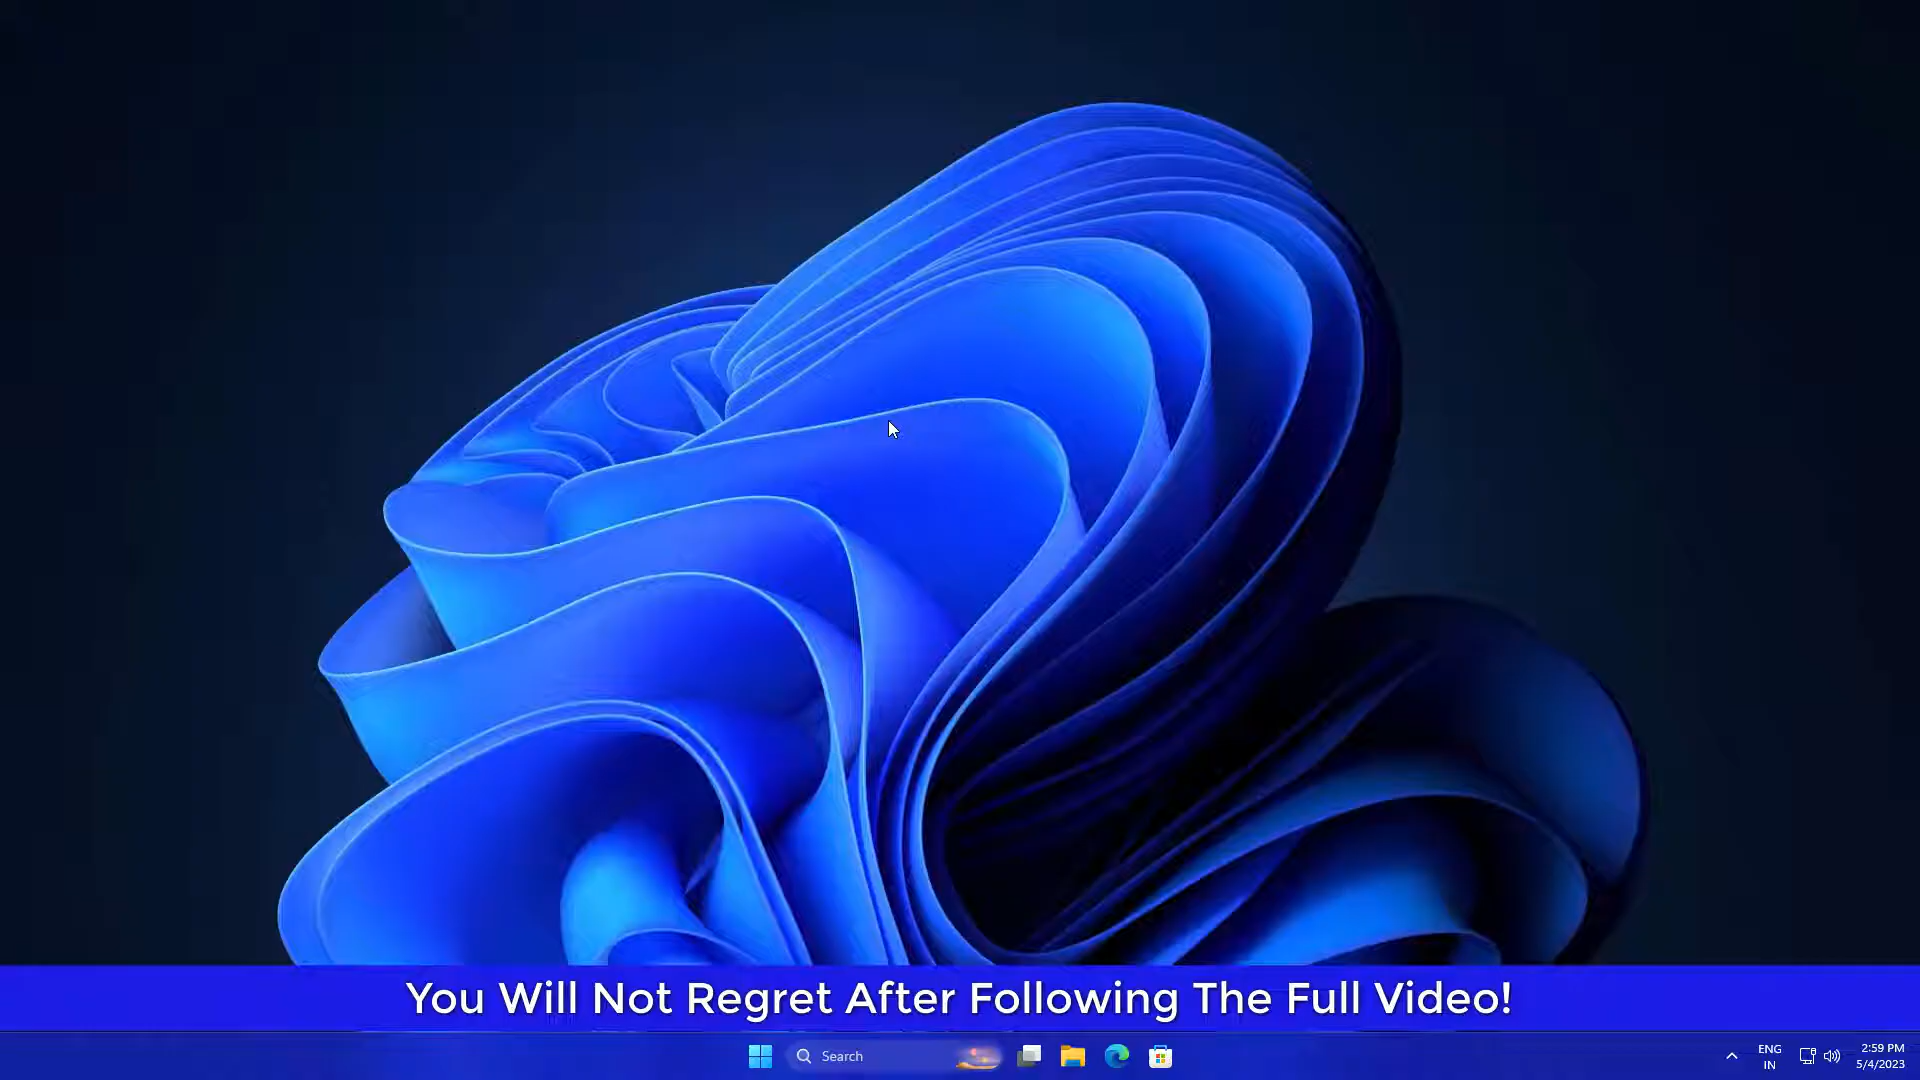 You Will Not Regret After Following The Full Video!
Search
ENG
IN
2:59 PM
5/4/2023